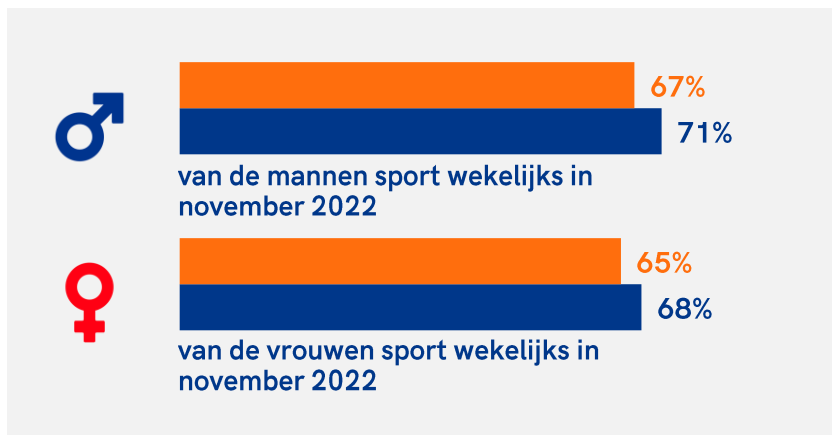 67%
71%
van de mannen sport wekelijks in
november 2022
65%
68%
van de vrouwen sport wekelijks in
november 2022